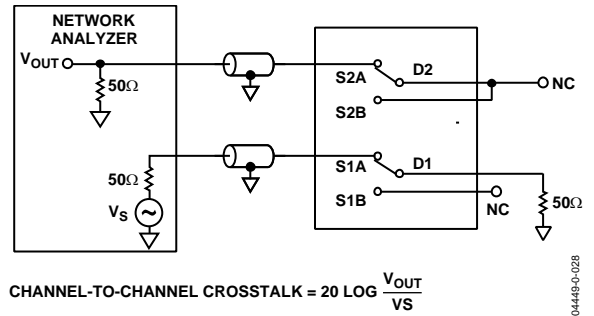 NETWORK
ANALYZER
VOUT
50Ω
S2A
D2
NC
S2B
50Ω
VS
S1A
D1
S1B
NC
50Ω
CHANNEL-TO-CHANNEL CROSSTALK = 20 LOG VOUT/VS
04449-0-028